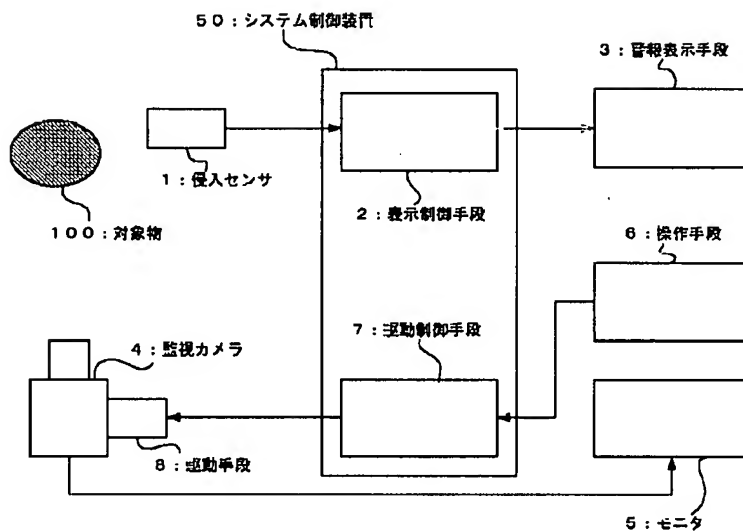 50:システム制御装置
3:警報表示手段
1:侵入センサ
2:表示制御手段
100:対象物
6:操作手段
7:駆動制御手段
4:監視カメラ
8:駆動手段
5:モニタ